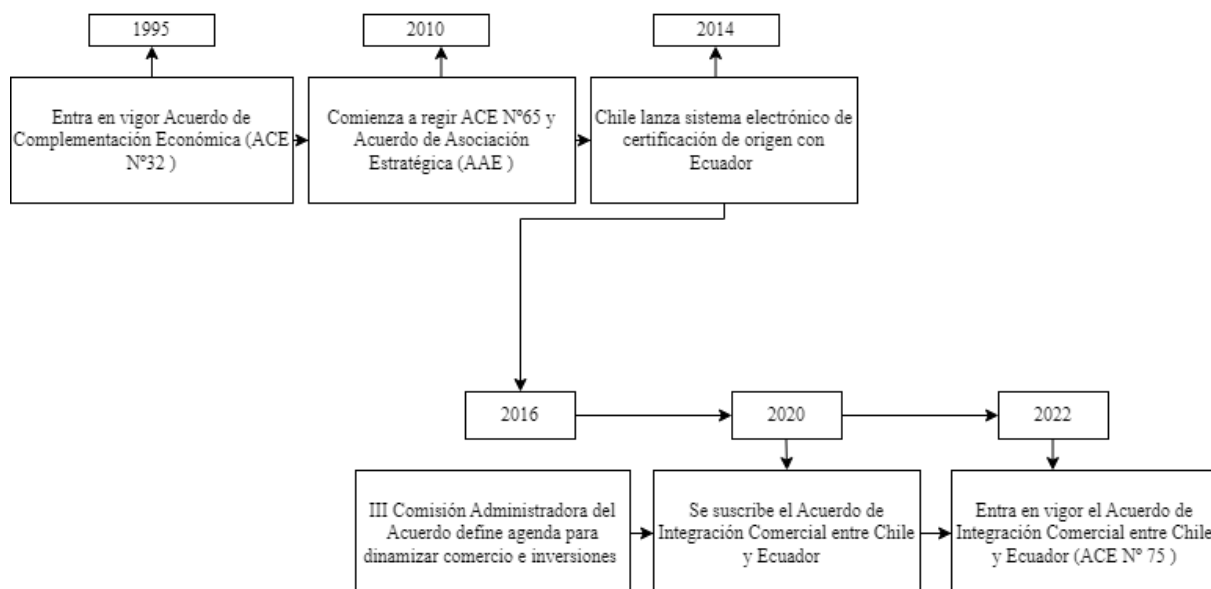 1995
2010
2014
Entra en vigor Acuerdo de
Complementación Económica (ACE
N°32 )
Comienza a regir ACE N°65 y
Acuerdo de Asociación
Estratégica (AAE )
Chile lanza sistema electrónico de
certificación de origen con
Ecuador
2016
2020
2022
III Comisión Administradora del
Acuerdo define agenda para
dinamizar comercio e inversiones
Se suscribe el Acuerdo de
Integración Comercial entre Chile
y Ecuador
Entra en vigor el Acuerdo de
Integración Comercial entre Chile
y Ecuador (ACE N° 75 )